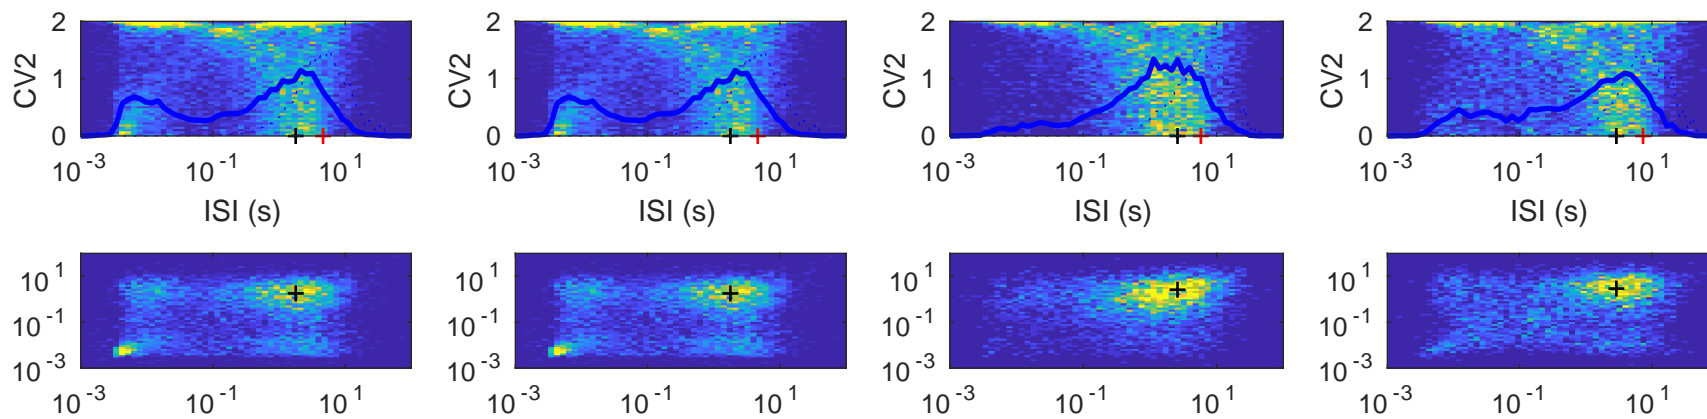 2 2 2 2
CV2 CV2 CV2 CV2
1 1 1 1
0 0 0 0
10^-3 10^-1 10^1 10^-3 10^-1 10^1 10^-3 10^-1 10^1 10^-3 10^-1 10^1
ISI (s) ISI (s) ISI (s) ISI (s)
10^1 10^1 10^1 10^1
10^-1 10^-1 10^-1 10^-1
10^-3 10^-3 10^-3 10^-3
10^-3 10^-1 10^1 10^-3 10^-1 10^1 10^-3 10^-1 10^1 10^-3 10^-1 10^1